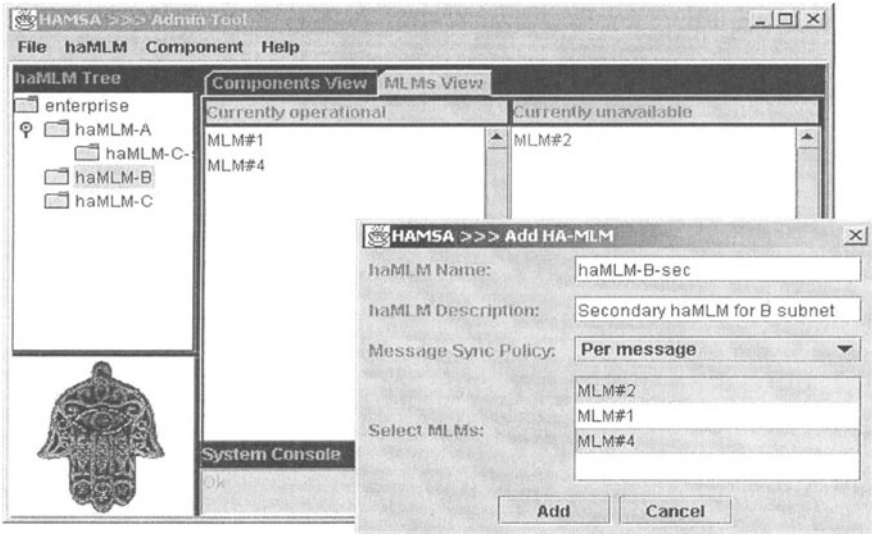 HAMSA >>> Admin Tool
File haMLM Component Help
haMLM Tree
enterprise
haMLM-A
haMLM-C-
haMLM-B
haMLM-C
Components View MLMs View
Currently operational
MLM#1
MLM#4
Currently unavailable
MLM#2
System Console
Ok
HAMSA >>> Add HA-MLM
haMLM Name: haMLM-B-sec
haMLM Description: Secondary haMLM for B subnet
Message Sync Policy: Per message
Select MLMs:
MLM#2
MLM#1
MLM#4
Add Cancel